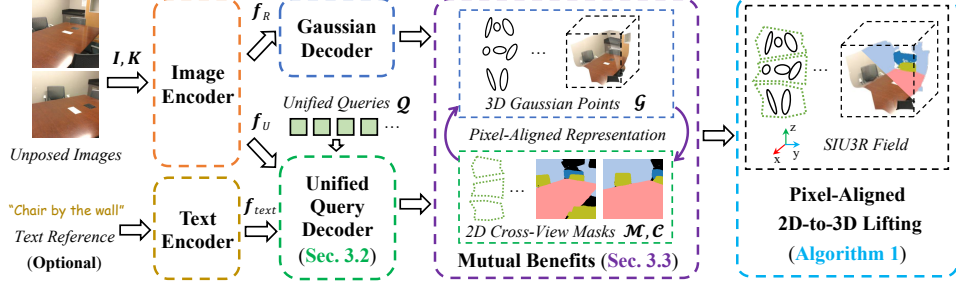 I, K
Unposed Images
"Chair by the wall"
Text Reference
(Optional)
Image
Encoder
Text
Encoder
f_R
f_U
f_text
Gaussian
Decoder
Unified Queries Q
...
Unified
Query
Decoder
(Sec. 3.2)
...
3D Gaussian Points G
Pixel-Aligned Representation
...
2D Cross-View Masks M, C
Mutual Benefits (Sec. 3.3)
...
z
y
x
SIU3R Field
Pixel-Aligned
2D-to-3D Lifting
(Algorithm 1)